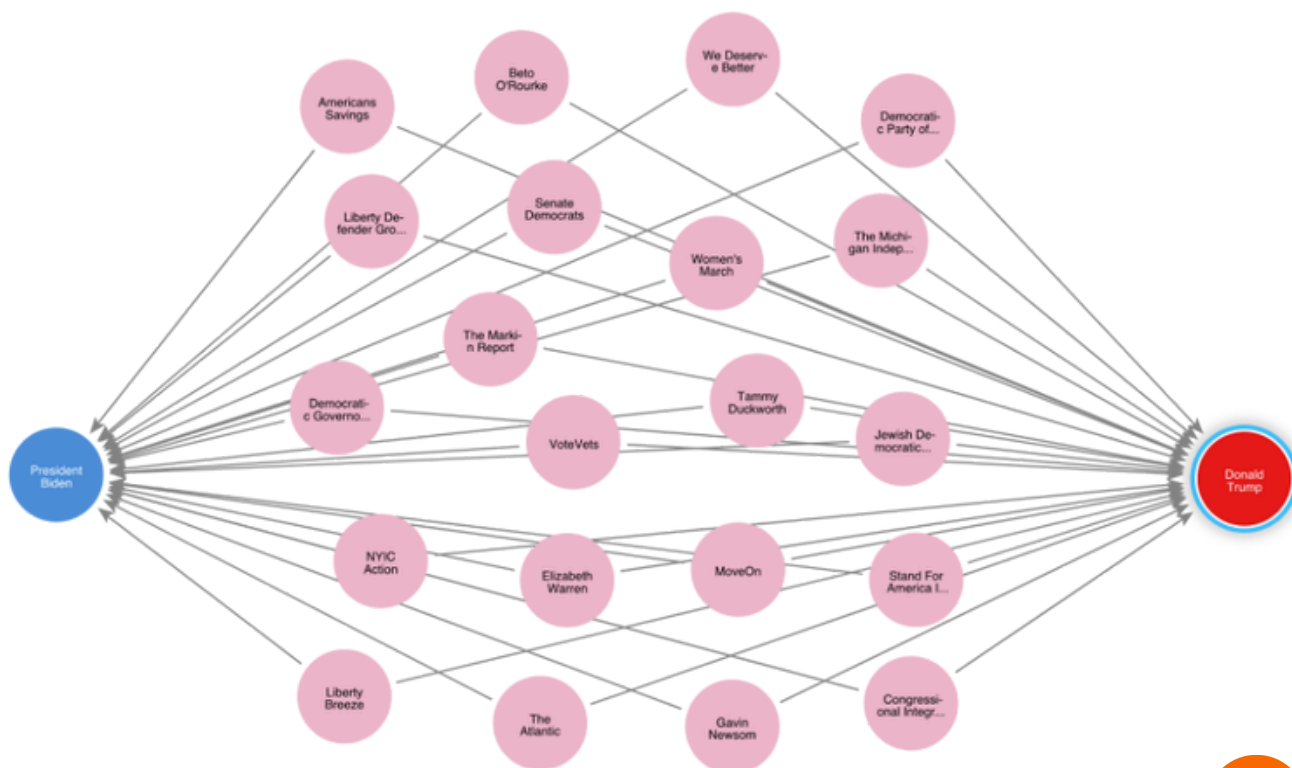 We Deserv-
e Better
Beto
O'Rourke
Americans
Savings
Democrati-
c Party of...
Senate
Democrats
Liberty De-
fender Gro...
The Michi-
gan Indep...
Women's
March
The Marki-
n Report
Tammy
Duckworth
Democrati-
c Governo...
VoteVets
Jewish De-
mocratic...
President
Biden
Donald
Trump
NYIC
Action
Elizabeth
Warren
MoveOn
Stand For
America I...
Liberty
Breeze
The
Atlantic
Gavin
Newsom
Congressi-
onal Integr...